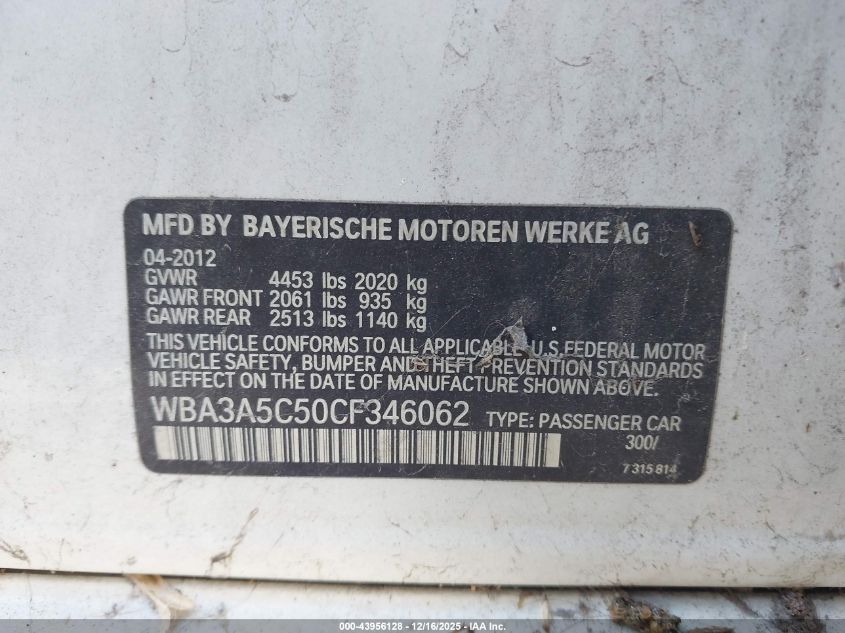 MFD BY BAYERISCHE MOTOREN WERKE AG
04-2012
GVWR 4453 lbs 2020 kg
GAWR FRONT 2061 lbs 935 kg
GAWR REAR 2513 lbs 1140 kg
THIS VEHICLE CONFORMS TO ALL APPLICABLE U.S. FEDERAL MOTOR
VEHICLE SAFETY, BUMPER AND THEFT PREVENTION STANDARDS
IN EFFECT ON THE DATE OF MANUFACTURE SHOWN ABOVE.
WBA3A5C50CF346062 TYPE: PASSENGER CAR
300/
7 315 814
000-43956128 - 12/16/2025 - IAA, Inc.